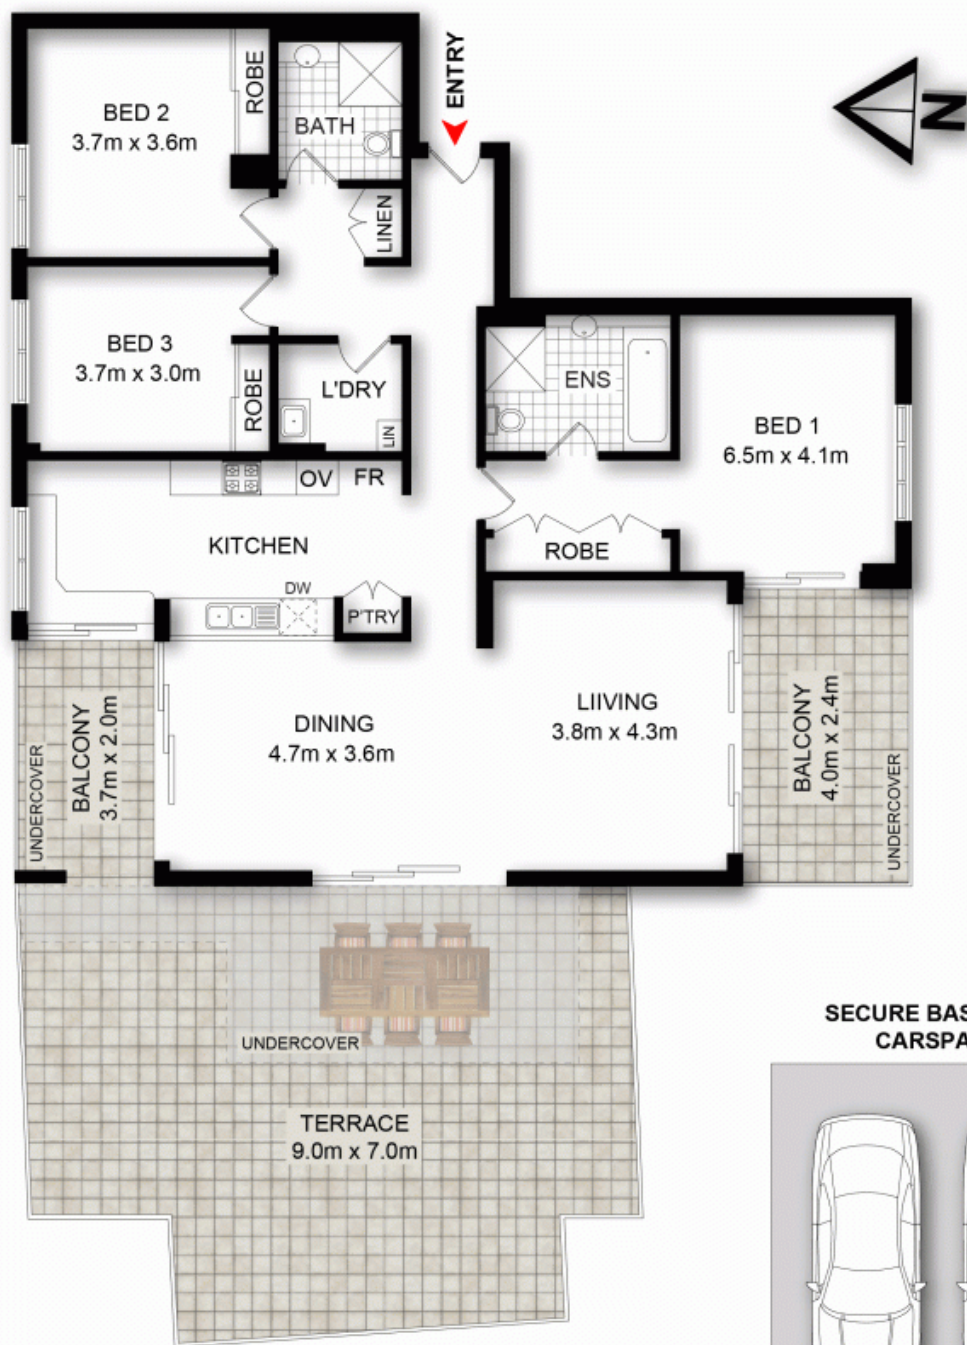 ENTRY
N
BED 2
3.7m x 3.6m
ROBE
BATH
LINEN
BED 3
3.7m x 3.0m
ROBE
L'DRY
LIN
ENS
BED 1
6.5m x 4.1m
ROBE
OV
FR
KITCHEN
DW
P'TRY
BALCONY
3.7m x 2.0m
UNDERCOVER
DINING
4.7m x 3.6m
LIIVING
3.8m x 4.3m
BALCONY
4.0m x 2.4m
UNDERCOVER
UNDERCOVER
TERRACE
9.0m x 7.0m
SECURE BAS
CARSPA